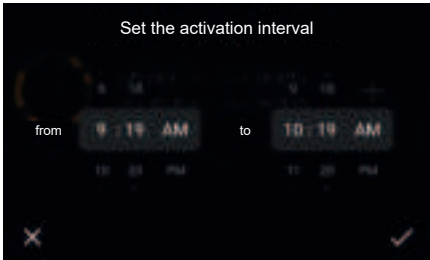 Set the activation interval
9 18 9 18
from 9 : 19 AM to 10 : 19 AM
10 20 PM 11 20 PM